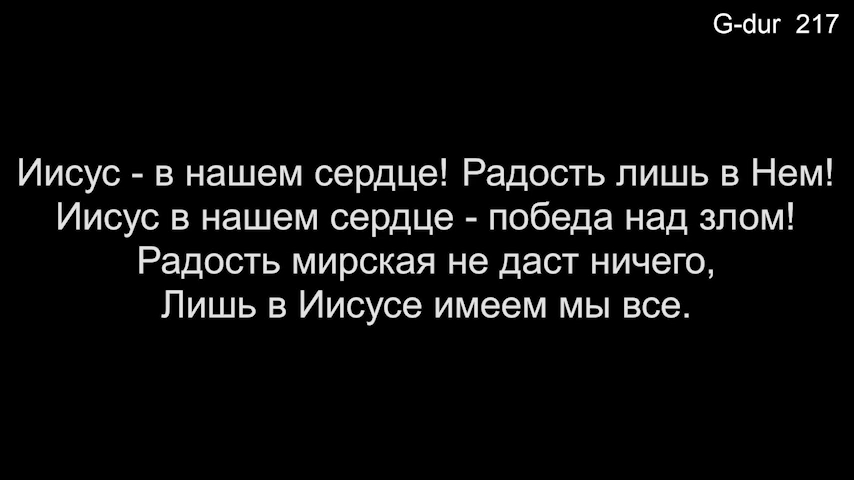 G-dur 217
Иисус - в нашем сердце! Радость лишь в Нем!
Иисус в нашем сердце - победа над злом!
Радость мирская не даст ничего,
Лишь в Иисусе имеем мы все.